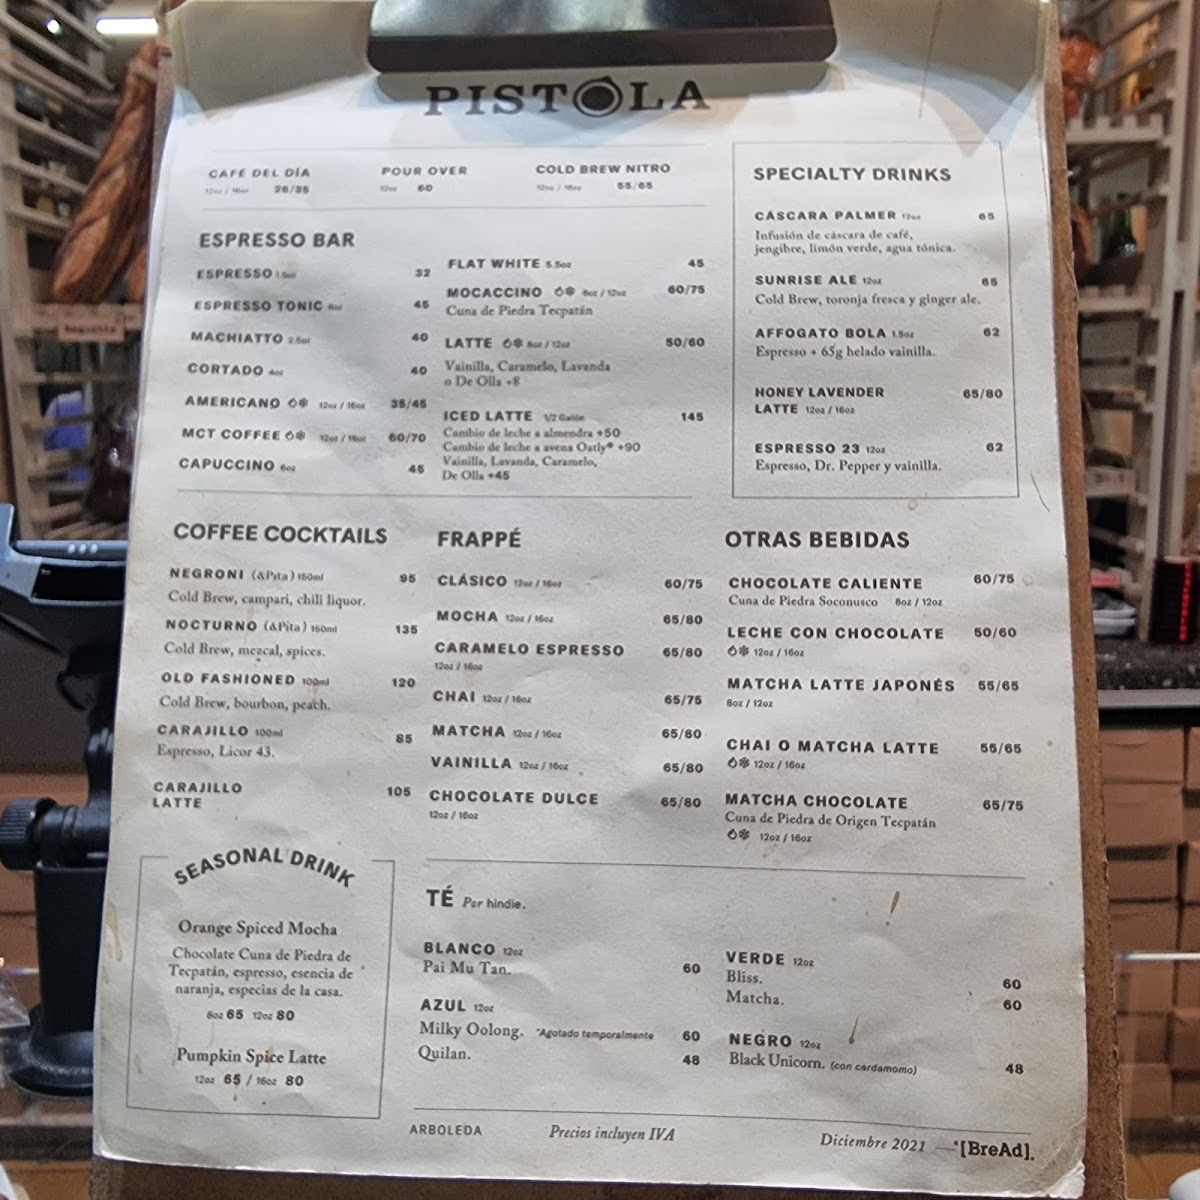 PISTOLA
CAFÉ DEL DÍA
12oz / 16oz 28/35
POUR OVER
12oz 60
COLD BREW NITRO
12oz / 16oz 55/65
ESPRESSO BAR
ESPRESSO 1.5oz 32
ESPRESSO TONIC 8oz 45
MACHIATTO 2.5oz 40
CORTADO 4oz 40
AMERICANO 12oz / 16oz 35/45
MCT COFFEE 12oz / 16oz 60/70
CAPUCCINO 6oz 45
FLAT WHITE 5.5oz 45
MOCACCINO 8oz / 12oz 60/75
Cuna de Piedra Tecpatán
LATTE 8oz / 12oz 50/60
Vainilla, Caramelo, Lavanda
o De Olla +8
ICED LATTE 1/2 Galón 145
Cambio de leche a almendra +50
Cambio de leche a avena Oatly® +90
Vainilla, Lavanda, Caramelo,
De Olla +45
SPECIALTY DRINKS
CÁSCARA PALMER 12oz 65
Infusión de cáscara de café,
jengibre, limón verde, agua tónica.
SUNRISE ALE 12oz 65
Cold Brew, toronja fresca y ginger ale.
AFFOGATO BOLA 1.5oz 62
Espresso + 65g helado vainilla.
HONEY LAVENDER 65/80
LATTE 12oz / 16oz
ESPRESSO 23 12oz 62
Espresso, Dr. Pepper y vainilla.
COFFEE COCKTAILS
NEGRONI (&Pita) 150ml 95
Cold Brew, campari, chili liquor.
NOCTURNO (&Pita) 150ml 135
Cold Brew, mezcal, spices.
OLD FASHIONED 100ml 120
Cold Brew, bourbon, peach.
CARAJILLO 100ml 85
Espresso, Licor 43.
CARAJILLO 105
LATTE
FRAPPÉ
CLÁSICO 12oz / 16oz 60/75
MOCHA 12oz / 16oz 65/80
CARAMELO ESPRESSO 65/80
12oz / 16oz
CHAI 12oz / 16oz 65/75
MATCHA 12oz / 16oz 65/80
VAINILLA 12oz / 16oz 65/80
CHOCOLATE DULCE 65/80
12oz / 16oz
OTRAS BEBIDAS
CHOCOLATE CALIENTE 60/75
Cuna de Piedra Soconusco 8oz / 12oz
LECHE CON CHOCOLATE 50/60
12oz / 16oz
MATCHA LATTE JAPONÉS 55/65
8oz / 12oz
CHAI O MATCHA LATTE 55/65
12oz / 16oz
MATCHA CHOCOLATE 65/75
Cuna de Piedra de Origen Tecpatán
12oz / 16oz
SEASONAL DRINK
Orange Spiced Mocha
Chocolate Cuna de Piedra de
Tecpatán, espresso, esencia de
naranja, especias de la casa.
8oz 65 12oz 80
Pumpkin Spice Latte
12oz 65 / 16oz 80
TÉ Por hindie.
BLANCO 12oz
Pai Mu Tan. 60
AZUL 12oz
Milky Oolong. *Agotado temporalmente 60
Quilan. 48
VERDE 12oz
Bliss. 60
Matcha. 60
NEGRO 12oz
Black Unicorn. (con cardamomo) 48
ARBOLEDA
Precios incluyen IVA
Diciembre 2021 — *[BreAd].